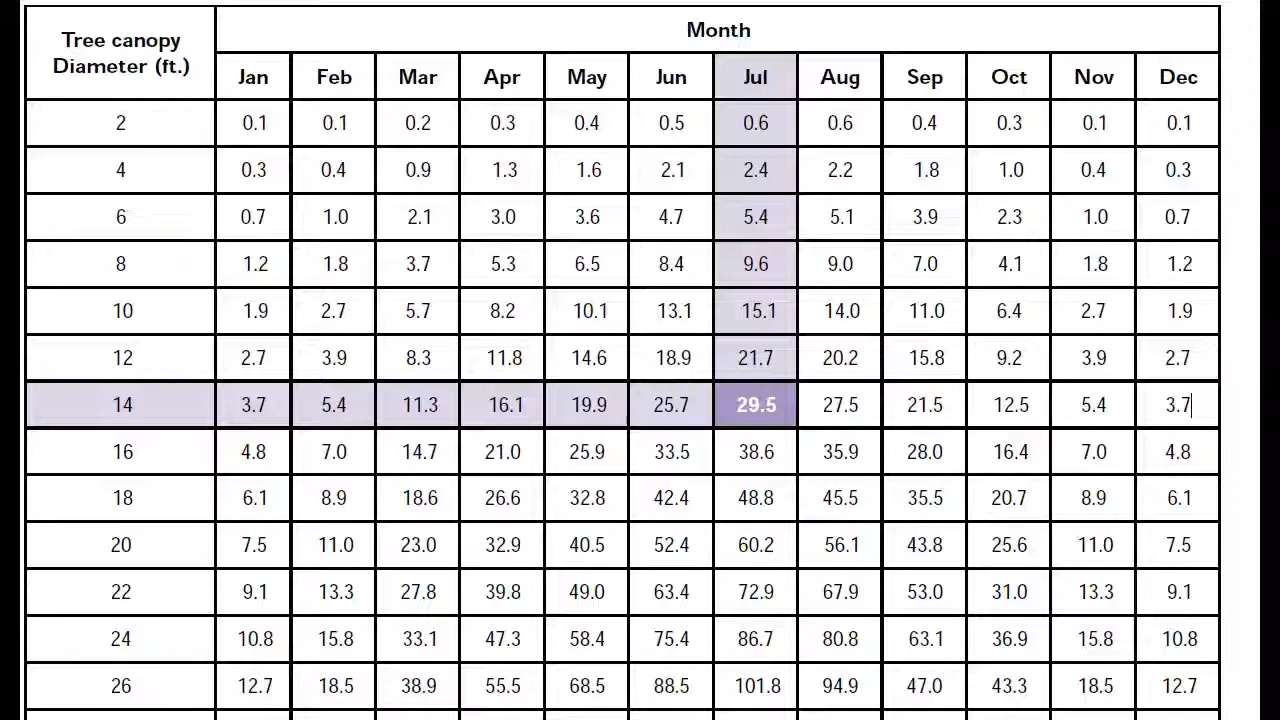 Tree canopy
Diameter (ft.)
Month
Jan Feb Mar Apr May Jun Jul Aug Sep Oct Nov Dec
2 0.1 0.1 0.2 0.3 0.4 0.5 0.6 0.6 0.4 0.3 0.1 0.1
4 0.3 0.4 0.9 1.3 1.6 2.1 2.4 2.2 1.8 1.0 0.4 0.3
6 0.7 1.0 2.1 3.0 3.6 4.7 5.4 5.1 3.9 2.3 1.0 0.7
8 1.2 1.8 3.7 5.3 6.5 8.4 9.6 9.0 7.0 4.1 1.8 1.2
10 1.9 2.7 5.7 8.2 10.1 13.1 15.1 14.0 11.0 6.4 2.7 1.9
12 2.7 3.9 8.3 11.8 14.6 18.9 21.7 20.2 15.8 9.2 3.9 2.7
14 3.7 5.4 11.3 16.1 19.9 25.7 29.5 27.5 21.5 12.5 5.4 3.7
16 4.8 7.0 14.7 21.0 25.9 33.5 38.6 35.9 28.0 16.4 7.0 4.8
18 6.1 8.9 18.6 26.6 32.8 42.4 48.8 45.5 35.5 20.7 8.9 6.1
20 7.5 11.0 23.0 32.9 40.5 52.4 60.2 56.1 43.8 25.6 11.0 7.5
22 9.1 13.3 27.8 39.8 49.0 63.4 72.9 67.9 53.0 31.0 13.3 9.1
24 10.8 15.8 33.1 47.3 58.4 75.4 86.7 80.8 63.1 36.9 15.8 10.8
26 12.7 18.5 38.9 55.5 68.5 88.5 101.8 94.9 47.0 43.3 18.5 12.7